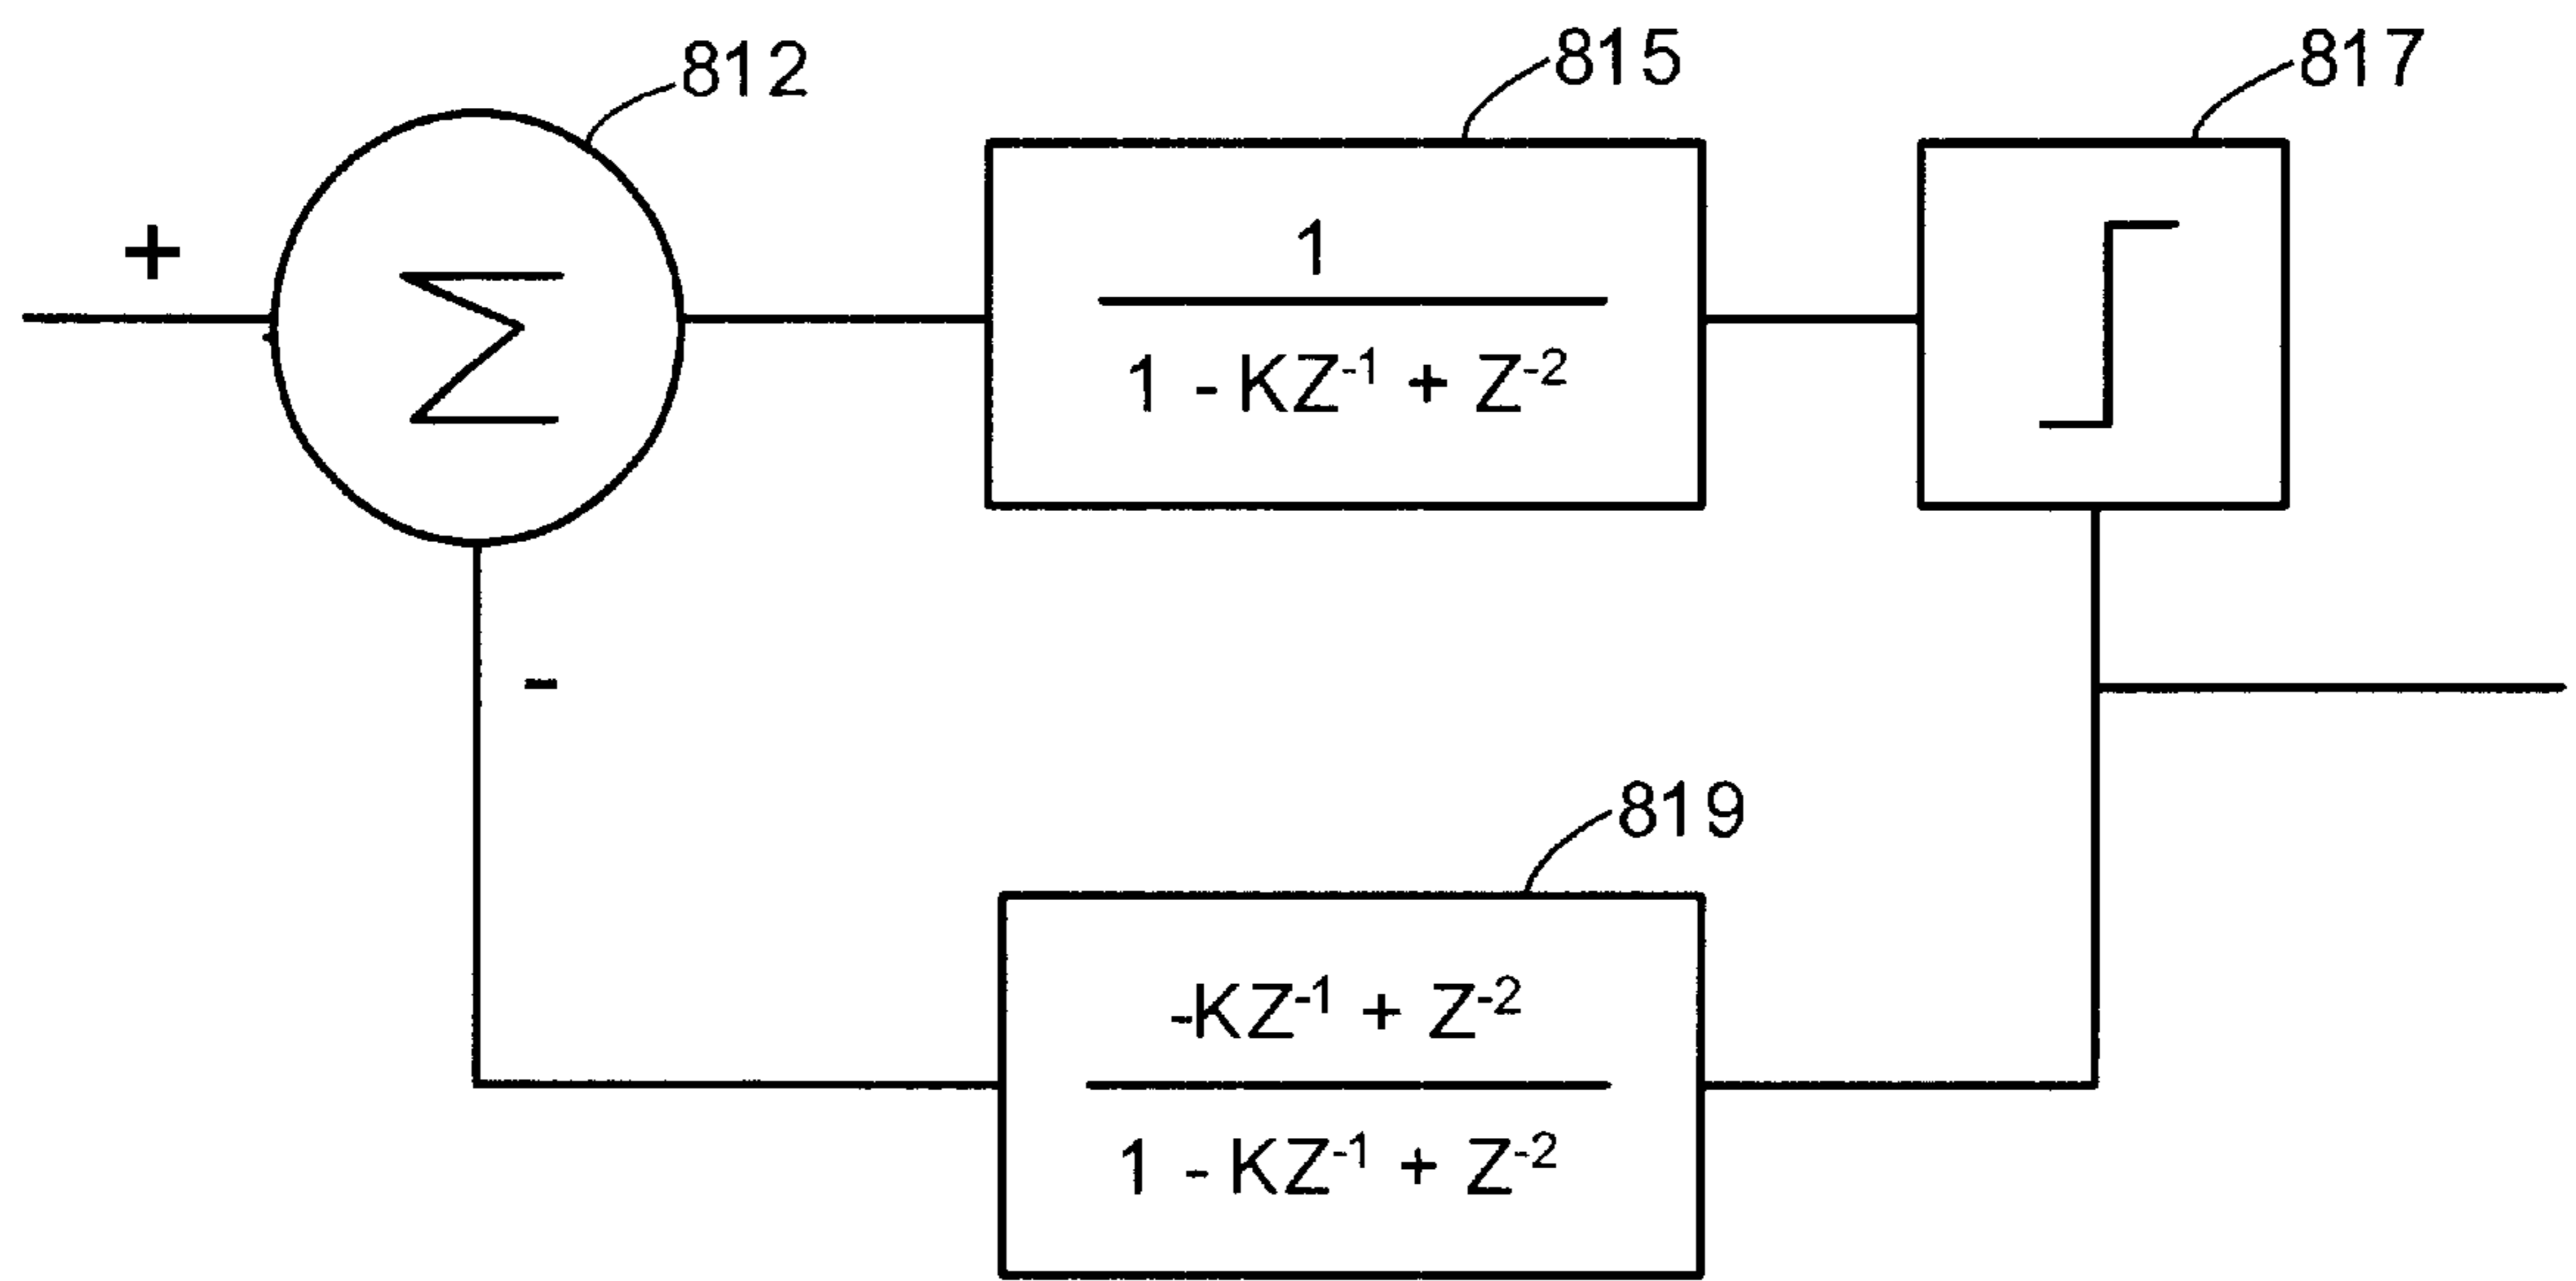 812
815
817
+
Σ
1
1 - KZ⁻¹ + Z⁻²
-
819
-KZ⁻¹ + Z⁻²
1 - KZ⁻¹ + Z⁻²